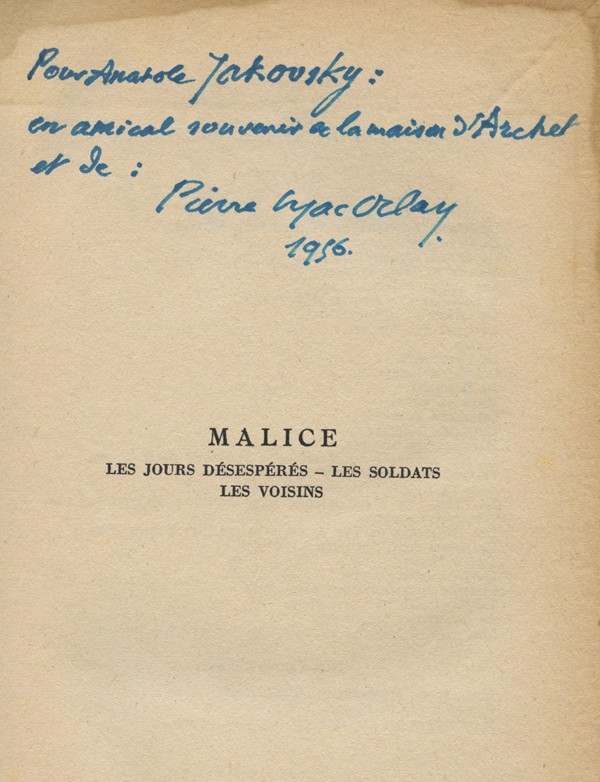 Pour Anatole Jakovsky :
en amical souvenir de la maison d'Archet
et de :
Pierre Mac Orlan,
1956.
MALICE
LES JOURS DÉSESPÉRÉS – LES SOLDATS
LES VOISINS